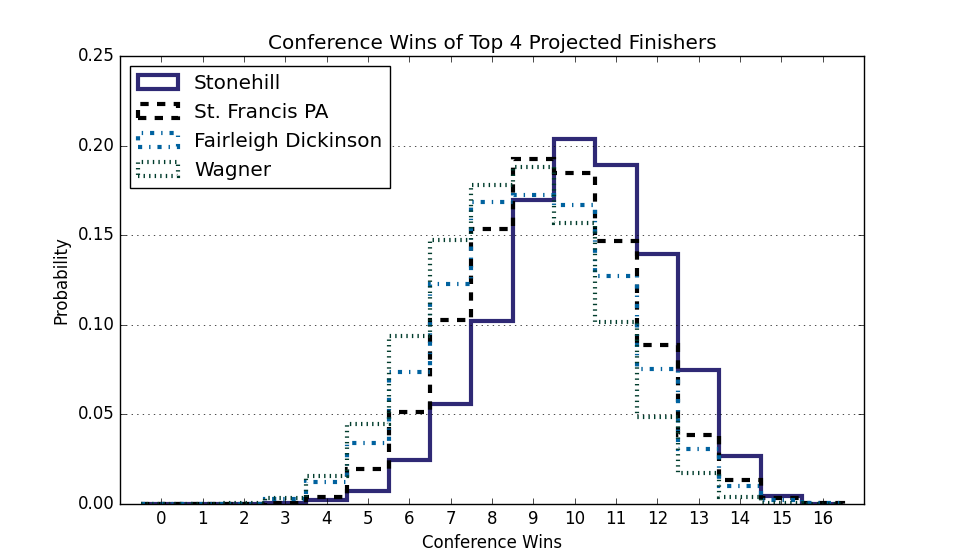 Conference Wins of Top 4 Projected Finishers
0.25
0.20
0.15
0.10
0.05
0.00
Probability
Stonehill
St. Francis PA
Fairleigh Dickinson
Wagner
0 1 2 3 4 5 6 7 8 9 10 11 12 13 14 15 16
Conference Wins